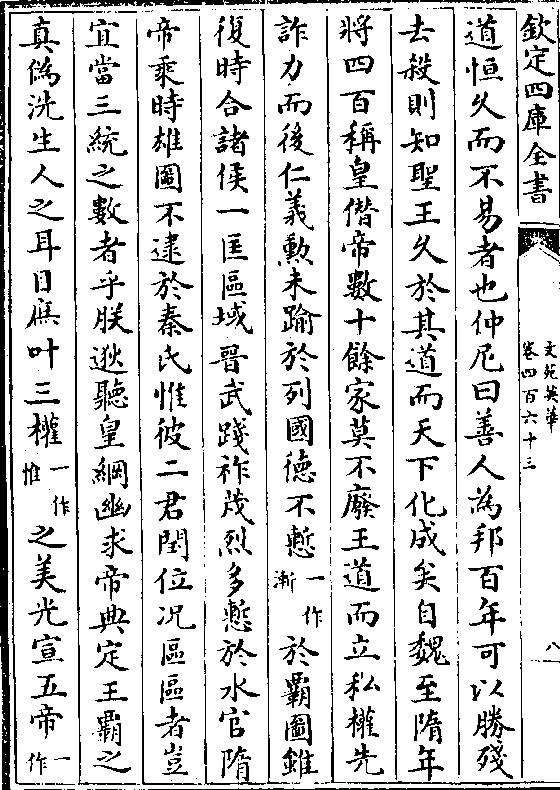 欽定四庫全書
文苑英華
卷四百六十三
八
道恒久而不易者也仲尼曰善人為邦百年可以勝殘
去殺則知聖王久於其道而天下化成矣自魏至隋年
將四百稱皇僭帝數十餘家莫不廢王道而立私權先
詐力而後仁義勲未踰於列國德不慙一作漸於霸圖雖
復時合諸侯一匡區域晉武踐祚茂烈多慙於水官隋
帝乘時雄圖不逮於秦氏惟彼二君閏位况區區者豈
宜當三統之數者乎朕逖聽皇綱幽求帝典定王霸之
真偽洗生人之耳目庶叶三權一作惟之美光宣五帝一作